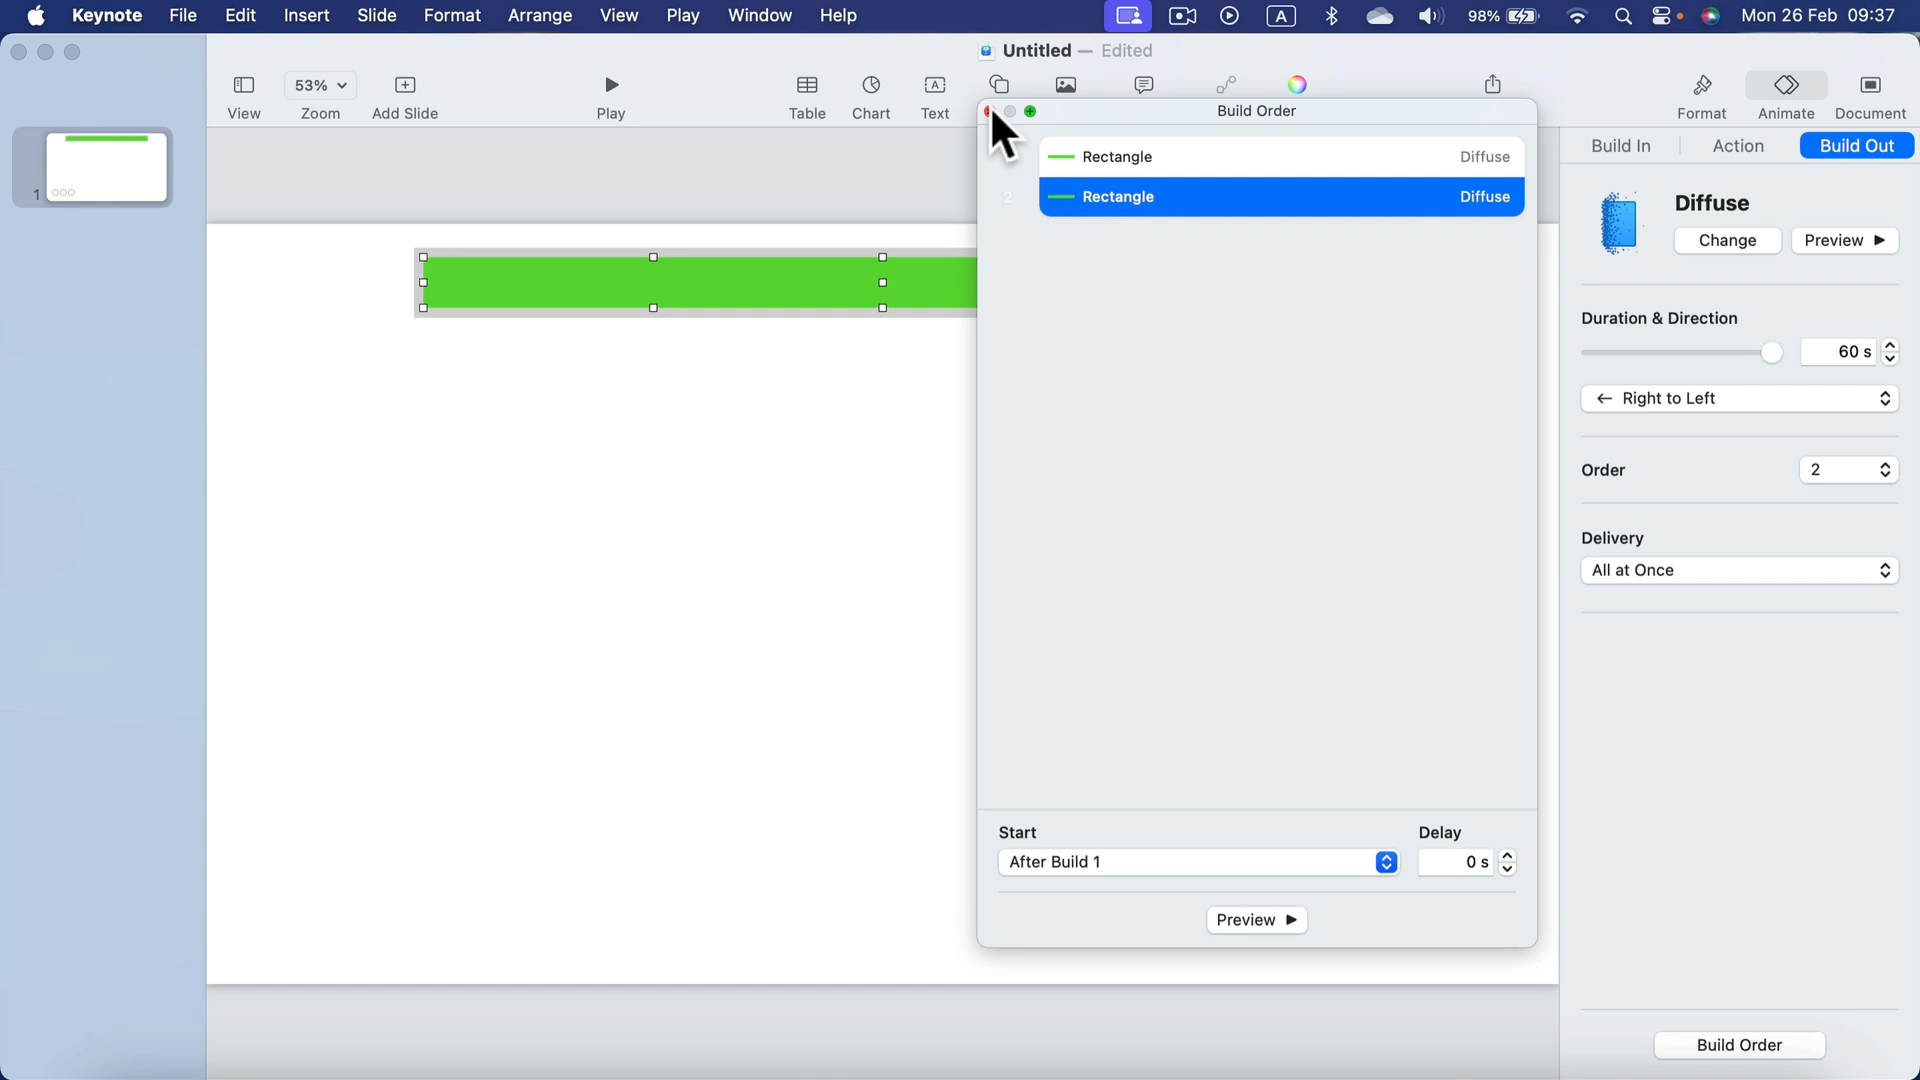 Keynote File Edit Insert Slide Format Arrange View Play Window Help A 98% Mon 26 Feb 09:37
Untitled — Edited
53%
View Zoom Add Slide Play Table Chart Text Format Animate Document
Build Order
Build In Action Build Out
Rectangle Diffuse
2 Rectangle Diffuse
1
Diffuse
Change Preview
Duration & Direction
60 s
← Right to Left
Order 2
Delivery
All at Once
Start Delay
After Build 1 0 s
Preview
Build Order